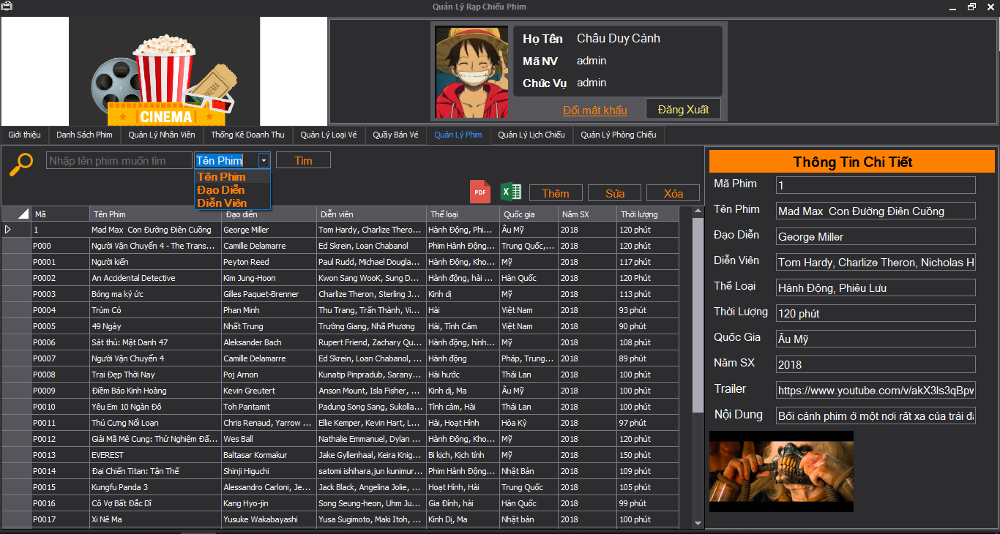 Quản Lý Rạp Chiếu Phim
CINEMA
CINEMA
Họ Tên Châu Duy Cảnh
Mã NV admin
Chức Vụ admin
Đổi mật khẩu Đăng Xuất
Giới thiệu Danh Sách Phim Quản Lý Nhân Viên Thống Kê Doanh Thu Quản Lý Loại Vé Quầy Bán Vé Quản Lý Phim Quản Lý Lịch Chiếu Quản Lý Phòng Chiếu
Nhập tên phim muốn tìm Tên Phim Tìm
Tên Phim
Đạo Diễn
Diễn Viên
PDF X Thêm Sửa Xóa
Mã Tên Phim Đạo diễn Diễn viên Thể loại Quốc gia Năm SX Thời lượng
1 Mad Max Con Đường Điên Cuồng George Miller Tom Hardy, Charlize Thero... Hành Động, Phi... Âu Mỹ 2018 120 phút
P000 Người Vận Chuyển 4 - The Trans... Camille Delamarre Ed Skrein, Loan Chabanol Phim Hành Động... Trung Quốc,... 2018 120 phút
P0001 Người kiến Peyton Reed Paul Rudd, Michael Dougla... Hành Động, Kho... Mỹ 2018 117 phút
P0002 An Accidental Detective Kim Jung-Hoon Kwon Sang WooK, Sung D... Hành động, hài ... Hàn Quốc 2018 120 Phút
P0003 Bóng ma ký ức Gilles Paquet-Brenner Charlize Theron, Sterling J... Kinh dị Mỹ 2018 113 phút
P0004 Trùm Cỏ Phan Minh Thu Trang, Trấn Thành, Vi... Hài Việt Nam 2018 93 phút
P0005 49 Ngày Nhất Trung Trường Giang, Nhã Phương Hài, Tình Cảm Việt Nam 2018 90 phút
P0006 Sát thủ: Mật Danh 47 Aleksander Bach Rupert Friend, Zachary Qu... Hành động, hình... Mỹ 2018 108 phút
P0007 Người Vận Chuyển 4 Camille Delamarre Ed Skrein, Loan Chabanol, ... Hành động Pháp, Trung... 2018 89 phút
P0008 Trai Đẹp Thời Nay Poj Arnon Kunatip Pinpradub, Sarany... Hài hước Thái Lan 2018 100 phút
P0009 Điềm Báo Kinh Hoàng Kevin Greutert Anson Mount, Isla Fisher, ... Kinh dị, Ma Âu Mỹ 2018 100 phút
P0010 Yêu Em 10 Ngàn Đô Toh Pantamit Padung Song Sang, Sukolla... Tình cảm, Hài Thái Lan 2018 100 phút
P0011 Thú Cưng Nổi Loạn Chris Renaud, Yarrow ... Ellie Kemper, Kevin Hart, L... Hài, Hoạt Hình Hòa Kỳ 2018 97 phút
P0012 Giải Mã Mê Cung: Thử Nghiệm Đấ... Wes Ball Nathalie Emmanuel, Dylan ... Hành Động, Kho... Mỹ 2018 120 phút
P0013 EVEREST Baltasar Kormakur Jake Gyllenhaal, Keira Knig... Bi kịch, Kịch tính Mỹ 2018 150 phút
P0014 Đại Chiến Titan: Tận Thế Shinji Higuchi satomi ishihara,jun kunimur... Phim Hành Động... Nhật Bản 2018 109 phút
P0015 Kungfu Panda 3 Alessandro Carloni, Je... Jack Black, Angelina Jolie, ... Hoạt Hình, Hài Trung Quốc 2018 105 phút
P0016 Cô Vợ Bất Đắc Dĩ Kang Hyo-jin Song Seung-heon, Uhm Ju... Gia Đình, hài Hàn Quốc 2018 99 phút
P0017 Xi Nê Ma Yusuke Wakabayashi Yusa Sugimoto, Maki Itoh, ... Kinh Dị, Ma Nhật bản 2018 100 phút
Thông Tin Chi Tiết
Mã Phim 1
Tên Phim Mad Max Con Đường Điên Cuồng
Đạo Diễn George Miller
Diễn Viên Tom Hardy, Charlize Theron, Nicholas H
Thể Loại Hành Động, Phiêu Lưu
Thời Lượng 120 phút
Quốc Gia Âu Mỹ
Năm SX 2018
Trailer https://www.youtube.com/v/akX3Is3qBpw
Nội Dung Bối cảnh phim ở một nơi rất xa của trái đấ